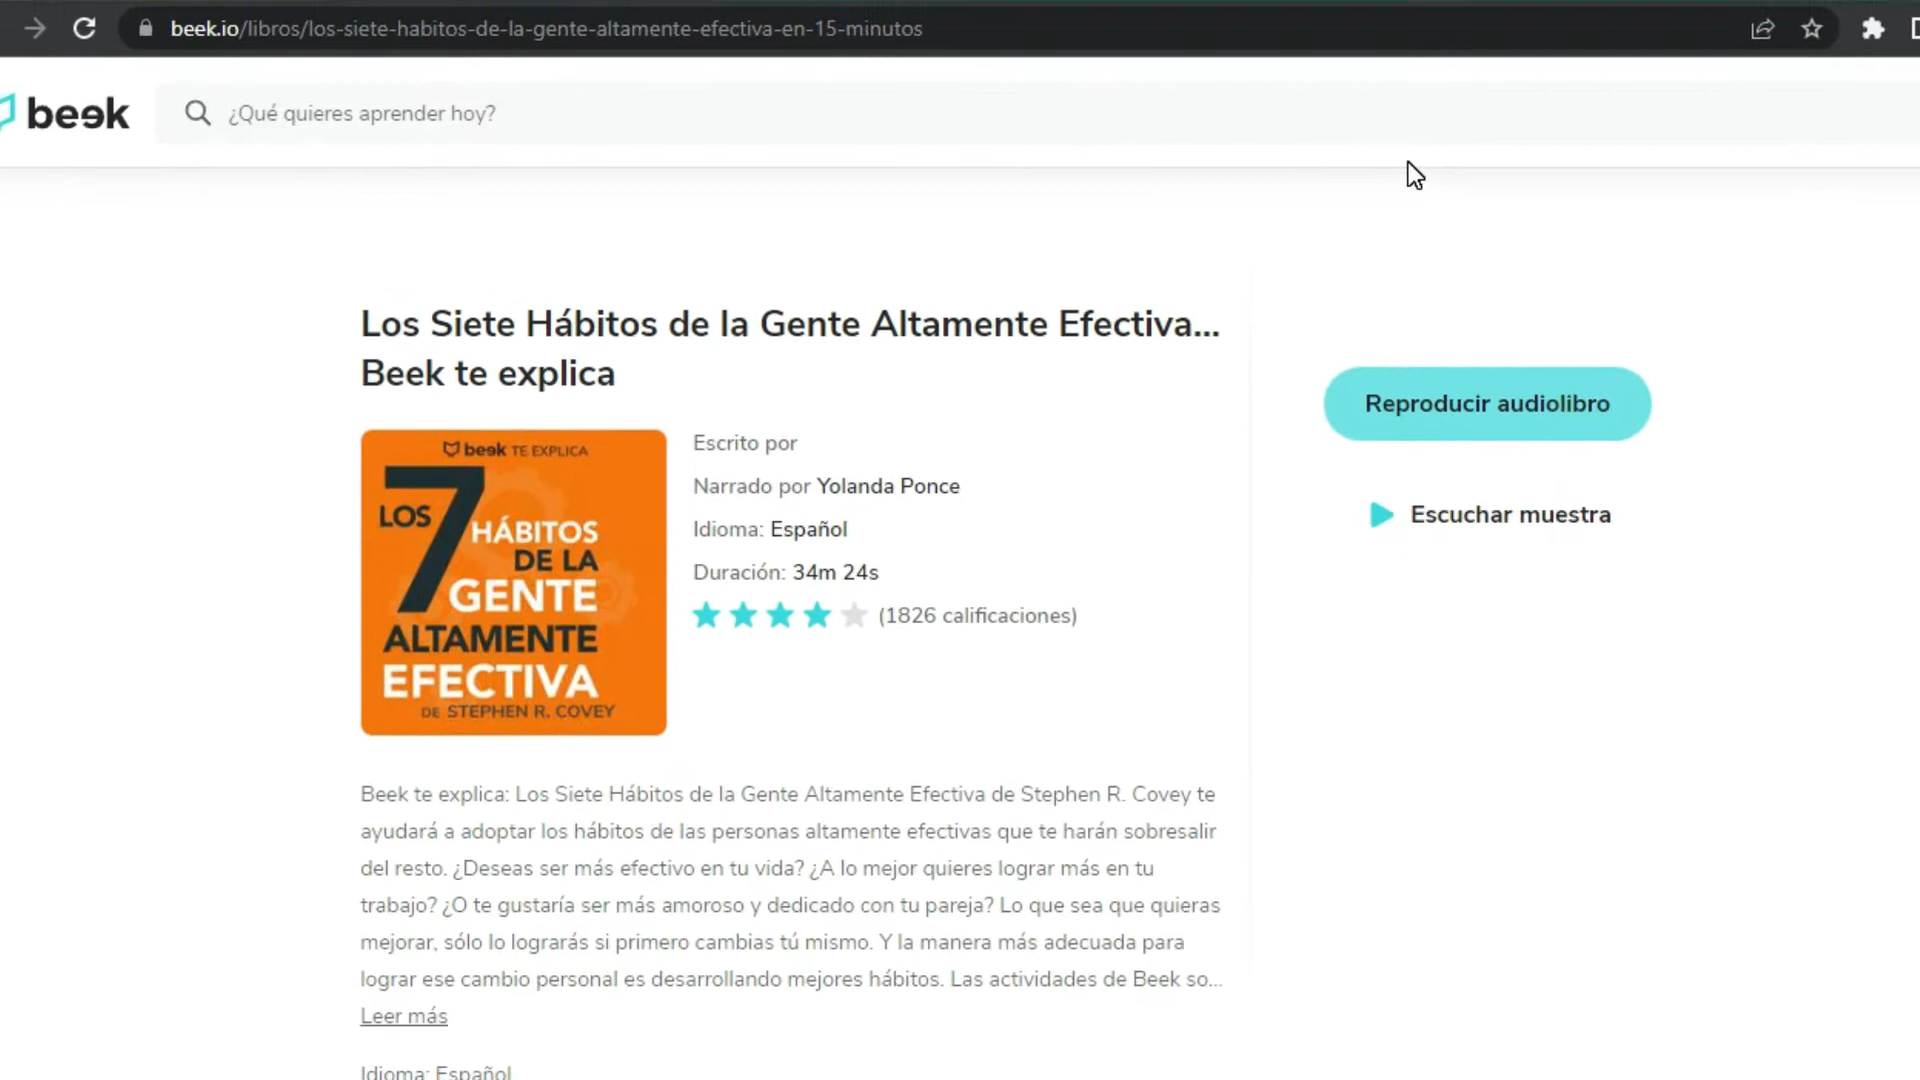 beek.io/libros/los-siete-habitos-de-la-gente-altamente-efectiva-en-15-minutos
beek
¿Qué quieres aprender hoy?
Los Siete Hábitos de la Gente Altamente Efectiva...
Beek te explica
beek TE EXPLICA
LOS 7 HÁBITOS
DE LA
GENTE
ALTAMENTE
EFECTIVA
DE STEPHEN R. COVEY
Escrito por
Narrado por Yolanda Ponce
Idioma: Español
Duración: 34m 24s
(1826 calificaciones)
Reproducir audiolibro
Escuchar muestra
Beek te explica: Los Siete Hábitos de la Gente Altamente Efectiva de Stephen R. Covey te
ayudará a adoptar los hábitos de las personas altamente efectivas que te harán sobresalir
del resto. ¿Deseas ser más efectivo en tu vida? ¿A lo mejor quieres lograr más en tu
trabajo? ¿O te gustaría ser más amoroso y dedicado con tu pareja? Lo que sea que quieras
mejorar, sólo lo lograrás si primero cambias tú mismo. Y la manera más adecuada para
lograr ese cambio personal es desarrollando mejores hábitos. Las actividades de Beek so...
Leer más
Idioma: Español